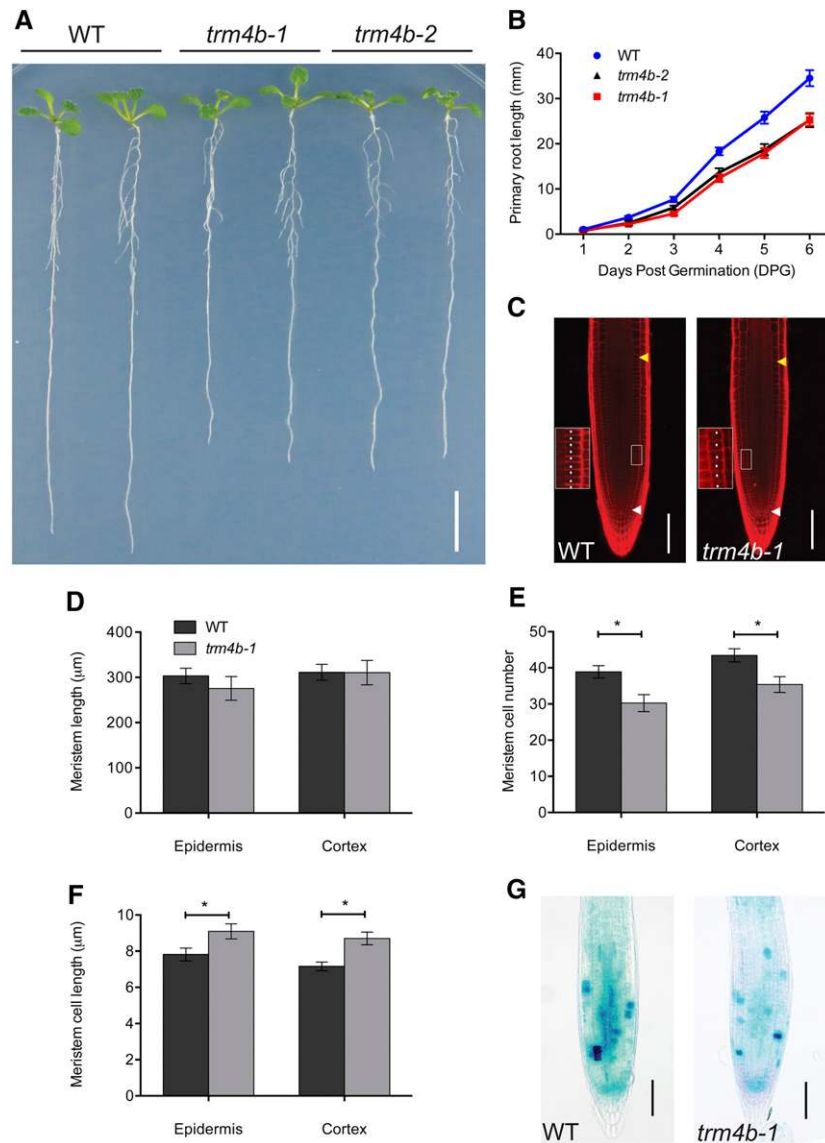 A
WT trm4b-1 trm4b-2
B
Primary root length (mm)
40
30
20
10
0
WT
trm4b-2
trm4b-1
1 2 3 4 5 6
Days Post Germination (DPG)
C
WT trm4b-1
D
Meristem length (µm)
400
300
200
100
0
WT
trm4b-1
Epidermis Cortex
E
Meristem cell number
50
40
30
20
10
0
* *
Epidermis Cortex
F
Meristem cell length (µm)
10
8
6
4
2
0
* *
Epidermis Cortex
G
WT trm4b-1